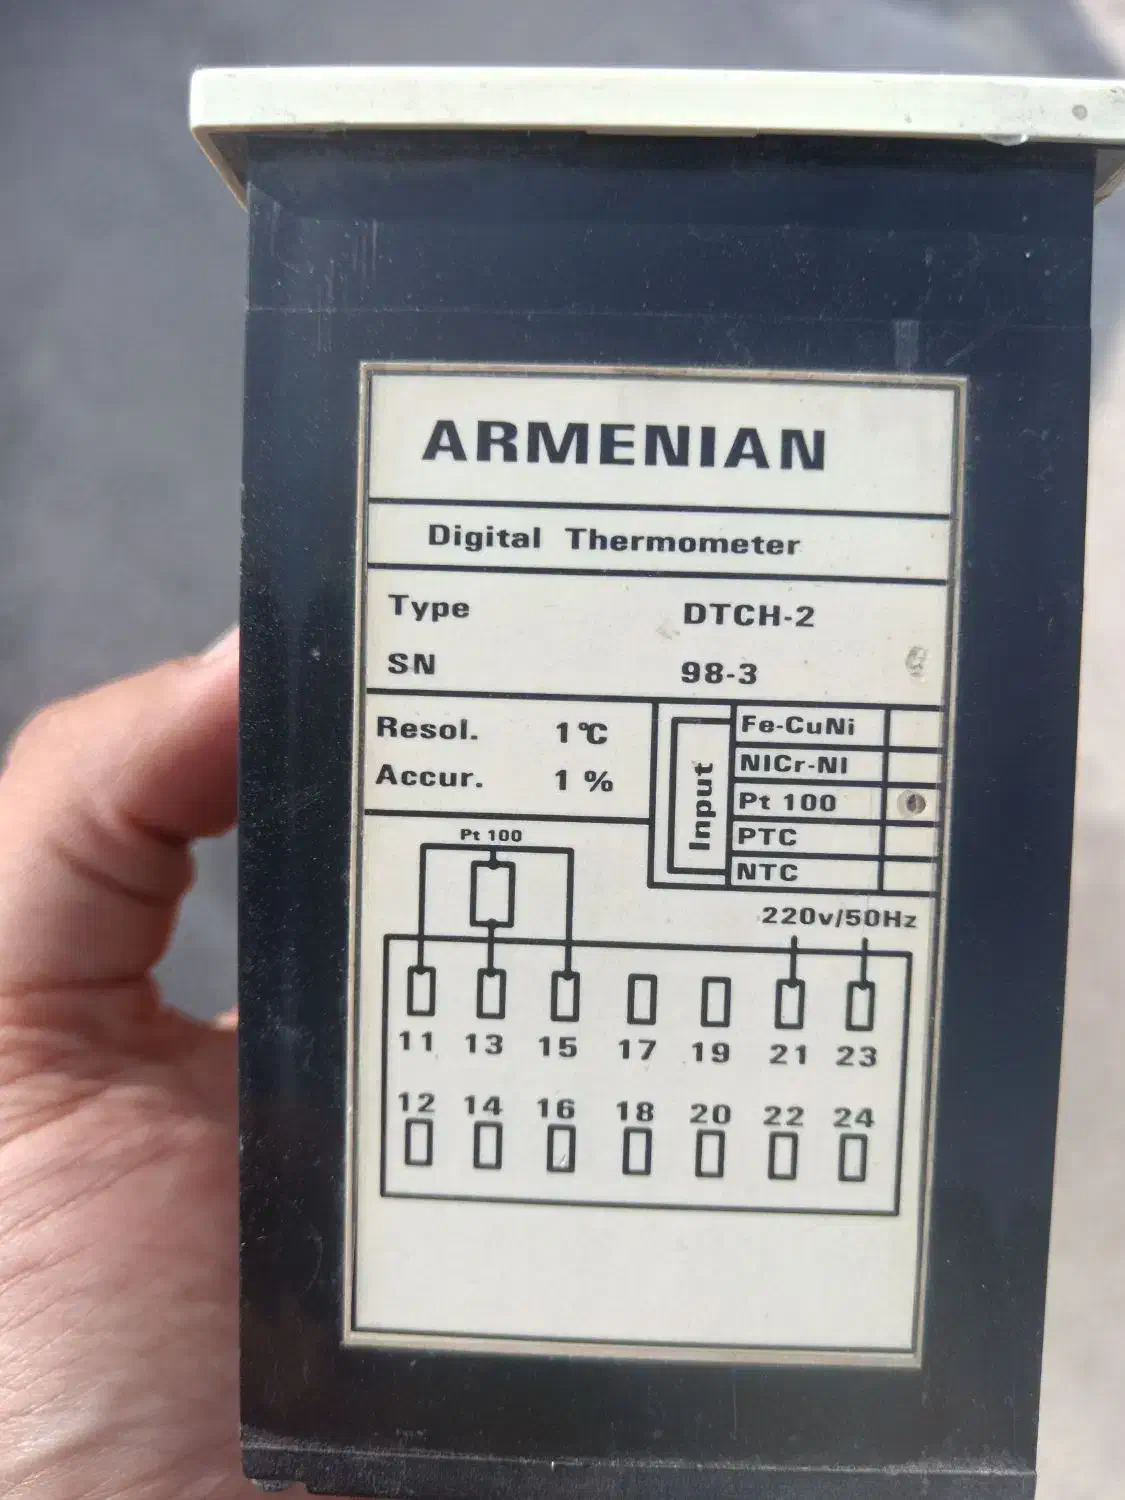 ARMENIAN
Digital Thermometer
Type DTCH-2
SN 98-3
Resol. 1 °C
Accur. 1 %
Input
Fe-CuNi
NICr-NI
Pt 100
PTC
NTC
Pt 100
220v/50Hz
11 13 15 17 19 21 23
12 14 16 18 20 22 24